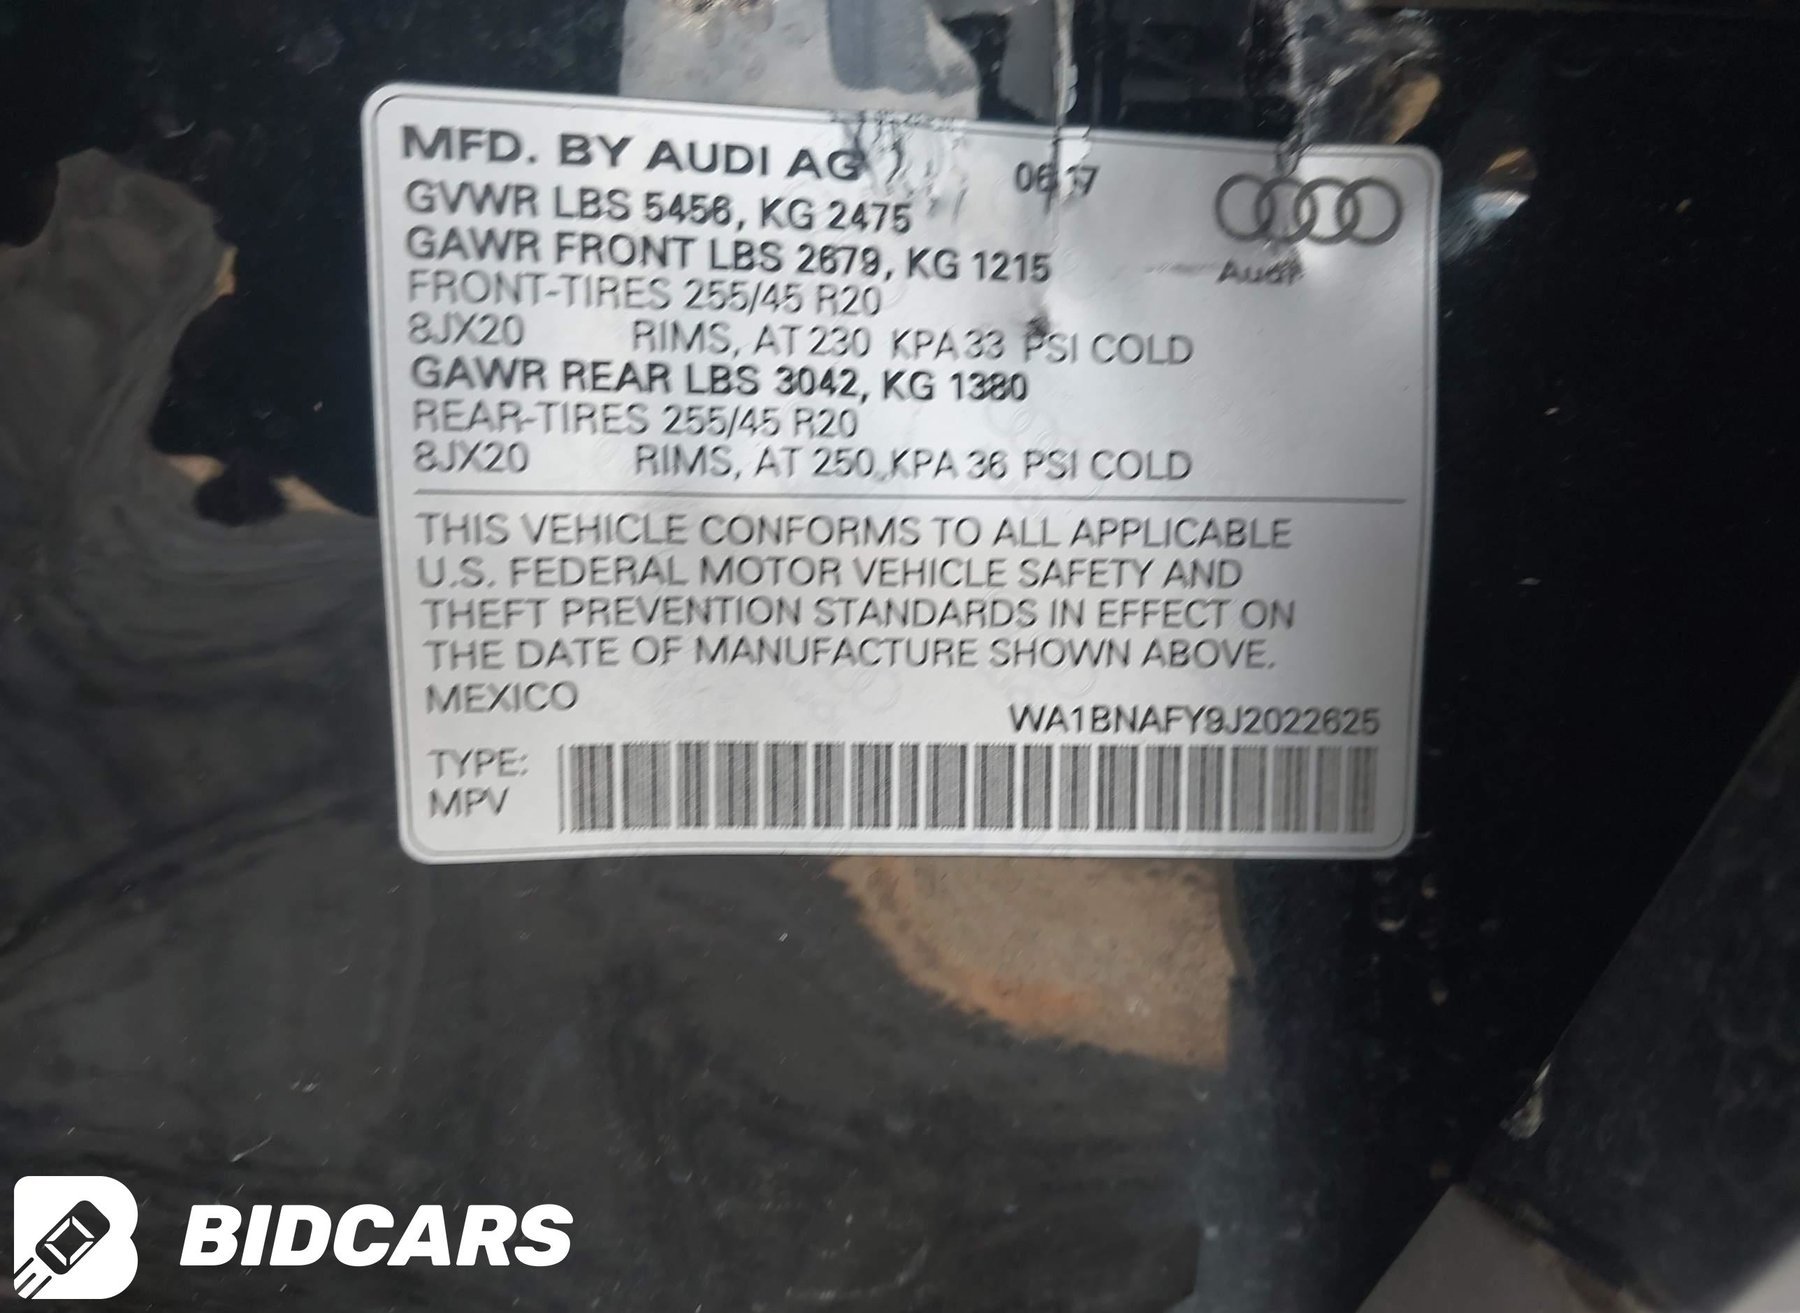 MFD. BY AUDI AG 06/17
GVWR LBS 5456, KG 2475
GAWR FRONT LBS 2679, KG 1215
Audi
FRONT-TIRES 255/45 R20
8JX20 RIMS, AT 230 KPA 33 PSI COLD
GAWR REAR LBS 3042, KG 1380
REAR-TIRES 255/45 R20
8JX20 RIMS, AT 250 KPA 36 PSI COLD
THIS VEHICLE CONFORMS TO ALL APPLICABLE
U.S. FEDERAL MOTOR VEHICLE SAFETY AND
THEFT PREVENTION STANDARDS IN EFFECT ON
THE DATE OF MANUFACTURE SHOWN ABOVE.
MEXICO
WA1BNAFY9J2022625
TYPE:
MPV
BIDCARS